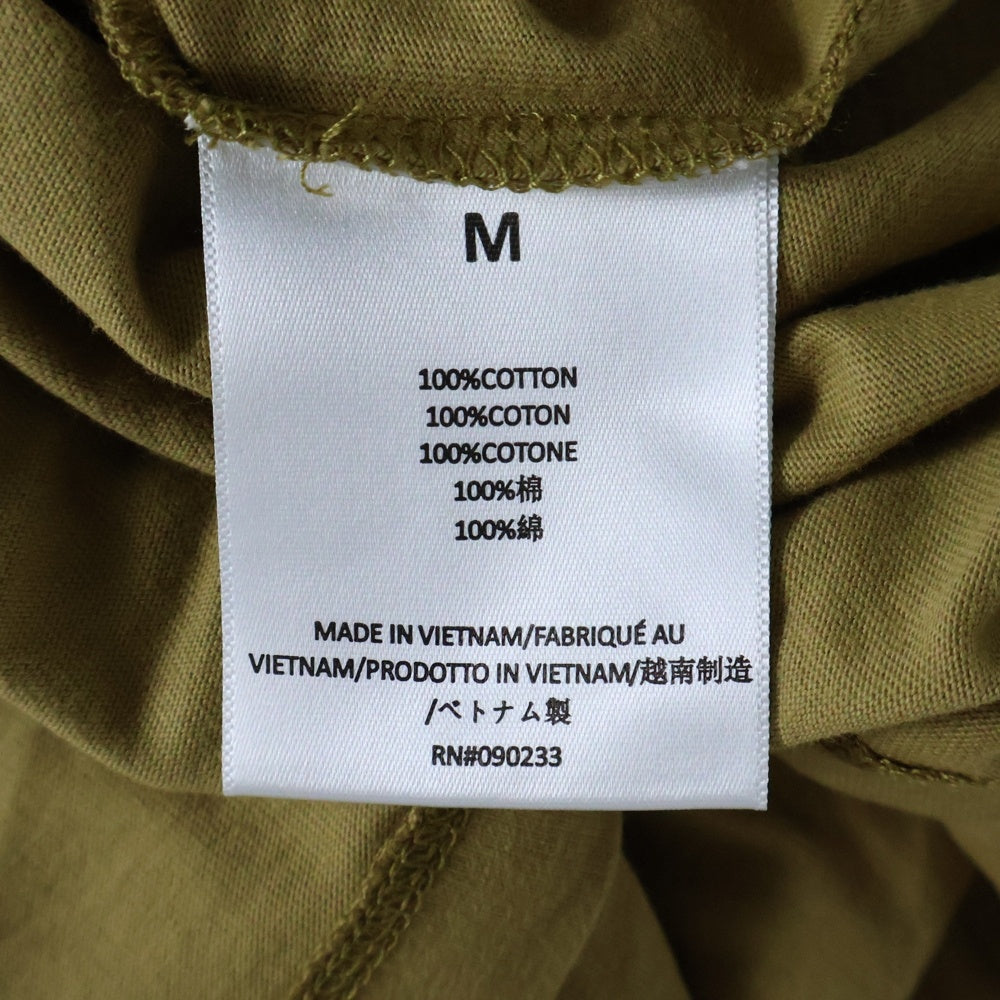 M
100%COTTON
100%COTON
100%COTONE
100%棉
100%綿
MADE IN VIETNAM/FABRIQUÉ AU
VIETNAM/PRODOTTO IN VIETNAM/越南制造
/ベトナム製
RN#090233